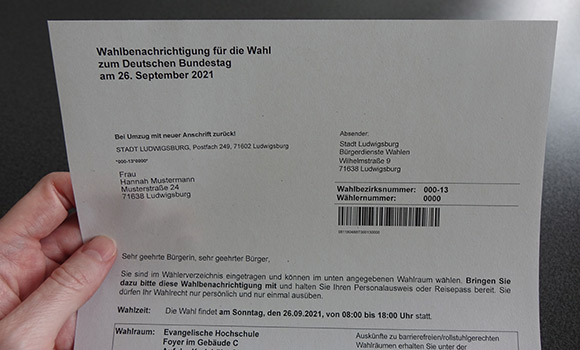 Wahlbenachrichtigung für die Wahl
zum Deutschen Bundestag
am 26. September 2021
Bei Umzug mit neuer Anschrift zurück!
STADT LUDWIGSBURG, Postfach 249, 71602 Ludwigsburg
*000-13*0000*
Frau
Hannah Mustermann
Musterstraße 24
71638 Ludwigsburg
Absender:
Stadt Ludwigsburg
Bürgerdienste Wahlen
Wilhelmstraße 9
71638 Ludwigsburg
Wahlbezirksnummer: 000-13
Wählernummer: 0000
Sehr geehrte Bürgerin, sehr geehrter Bürger,
Sie sind im Wählerverzeichnis eingetragen und können im unten angegebenen Wahlraum wählen. Bringen Sie
dazu bitte diese Wahlbenachrichtigung mit und halten Sie Ihren Personalausweis oder Reisepass bereit. Sie
dürfen Ihr Wahlrecht nur persönlich und nur einmal ausüben.
Wahlzeit: Die Wahl findet am Sonntag, den 26.09.2021, von 08:00 bis 18:00 Uhr statt.
Wahlraum: Evangelische Hochschule
Foyer im Gebäude C
Auskünfte zu barrierefreien/rollstuhlgerechten
Wahlräumen erhalten Sie unter